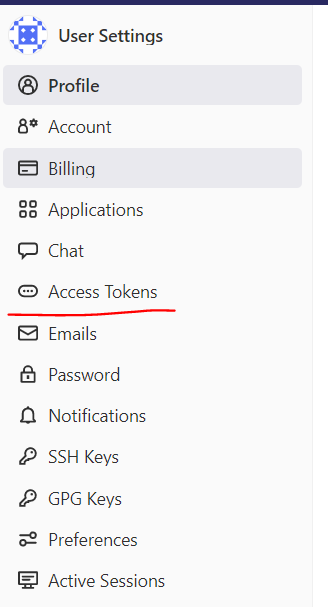 User Settings
Profile
Account
Billing
Applications
Chat
Access Tokens
Emails
Password
Notifications
SSH Keys
GPG Keys
Preferences
Active Sessions